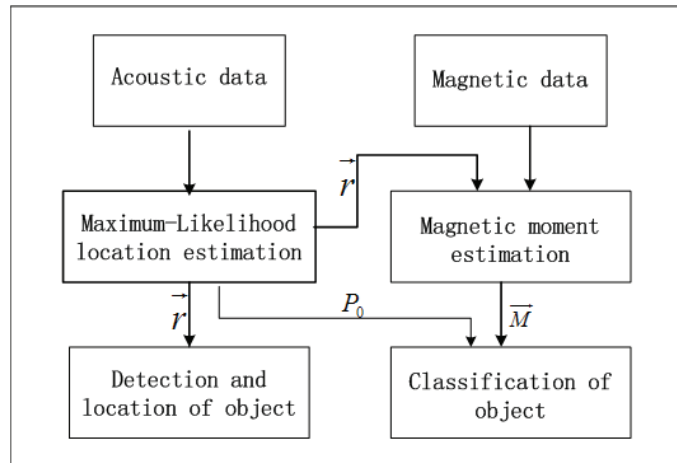 Acoustic data
Magnetic data
Maximum-Likelihood
location estimation
Magnetic moment
estimation
r⃗
r⃗
P₀
M⃗
Detection and
location of object
Classification of
object